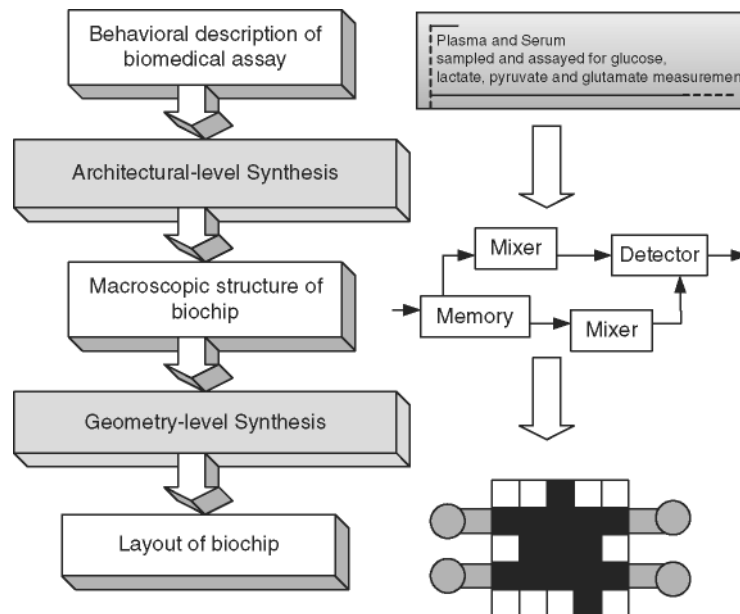 Behavioral description of
biomedical assay
Architectural-level Synthesis
Macroscopic structure of
biochip
Geometry-level Synthesis
Layout of biochip
Plasma and Serum
sampled and assayed for glucose,
lactate, pyruvate and glutamate measuremen
Mixer
Detector
Memory
Mixer